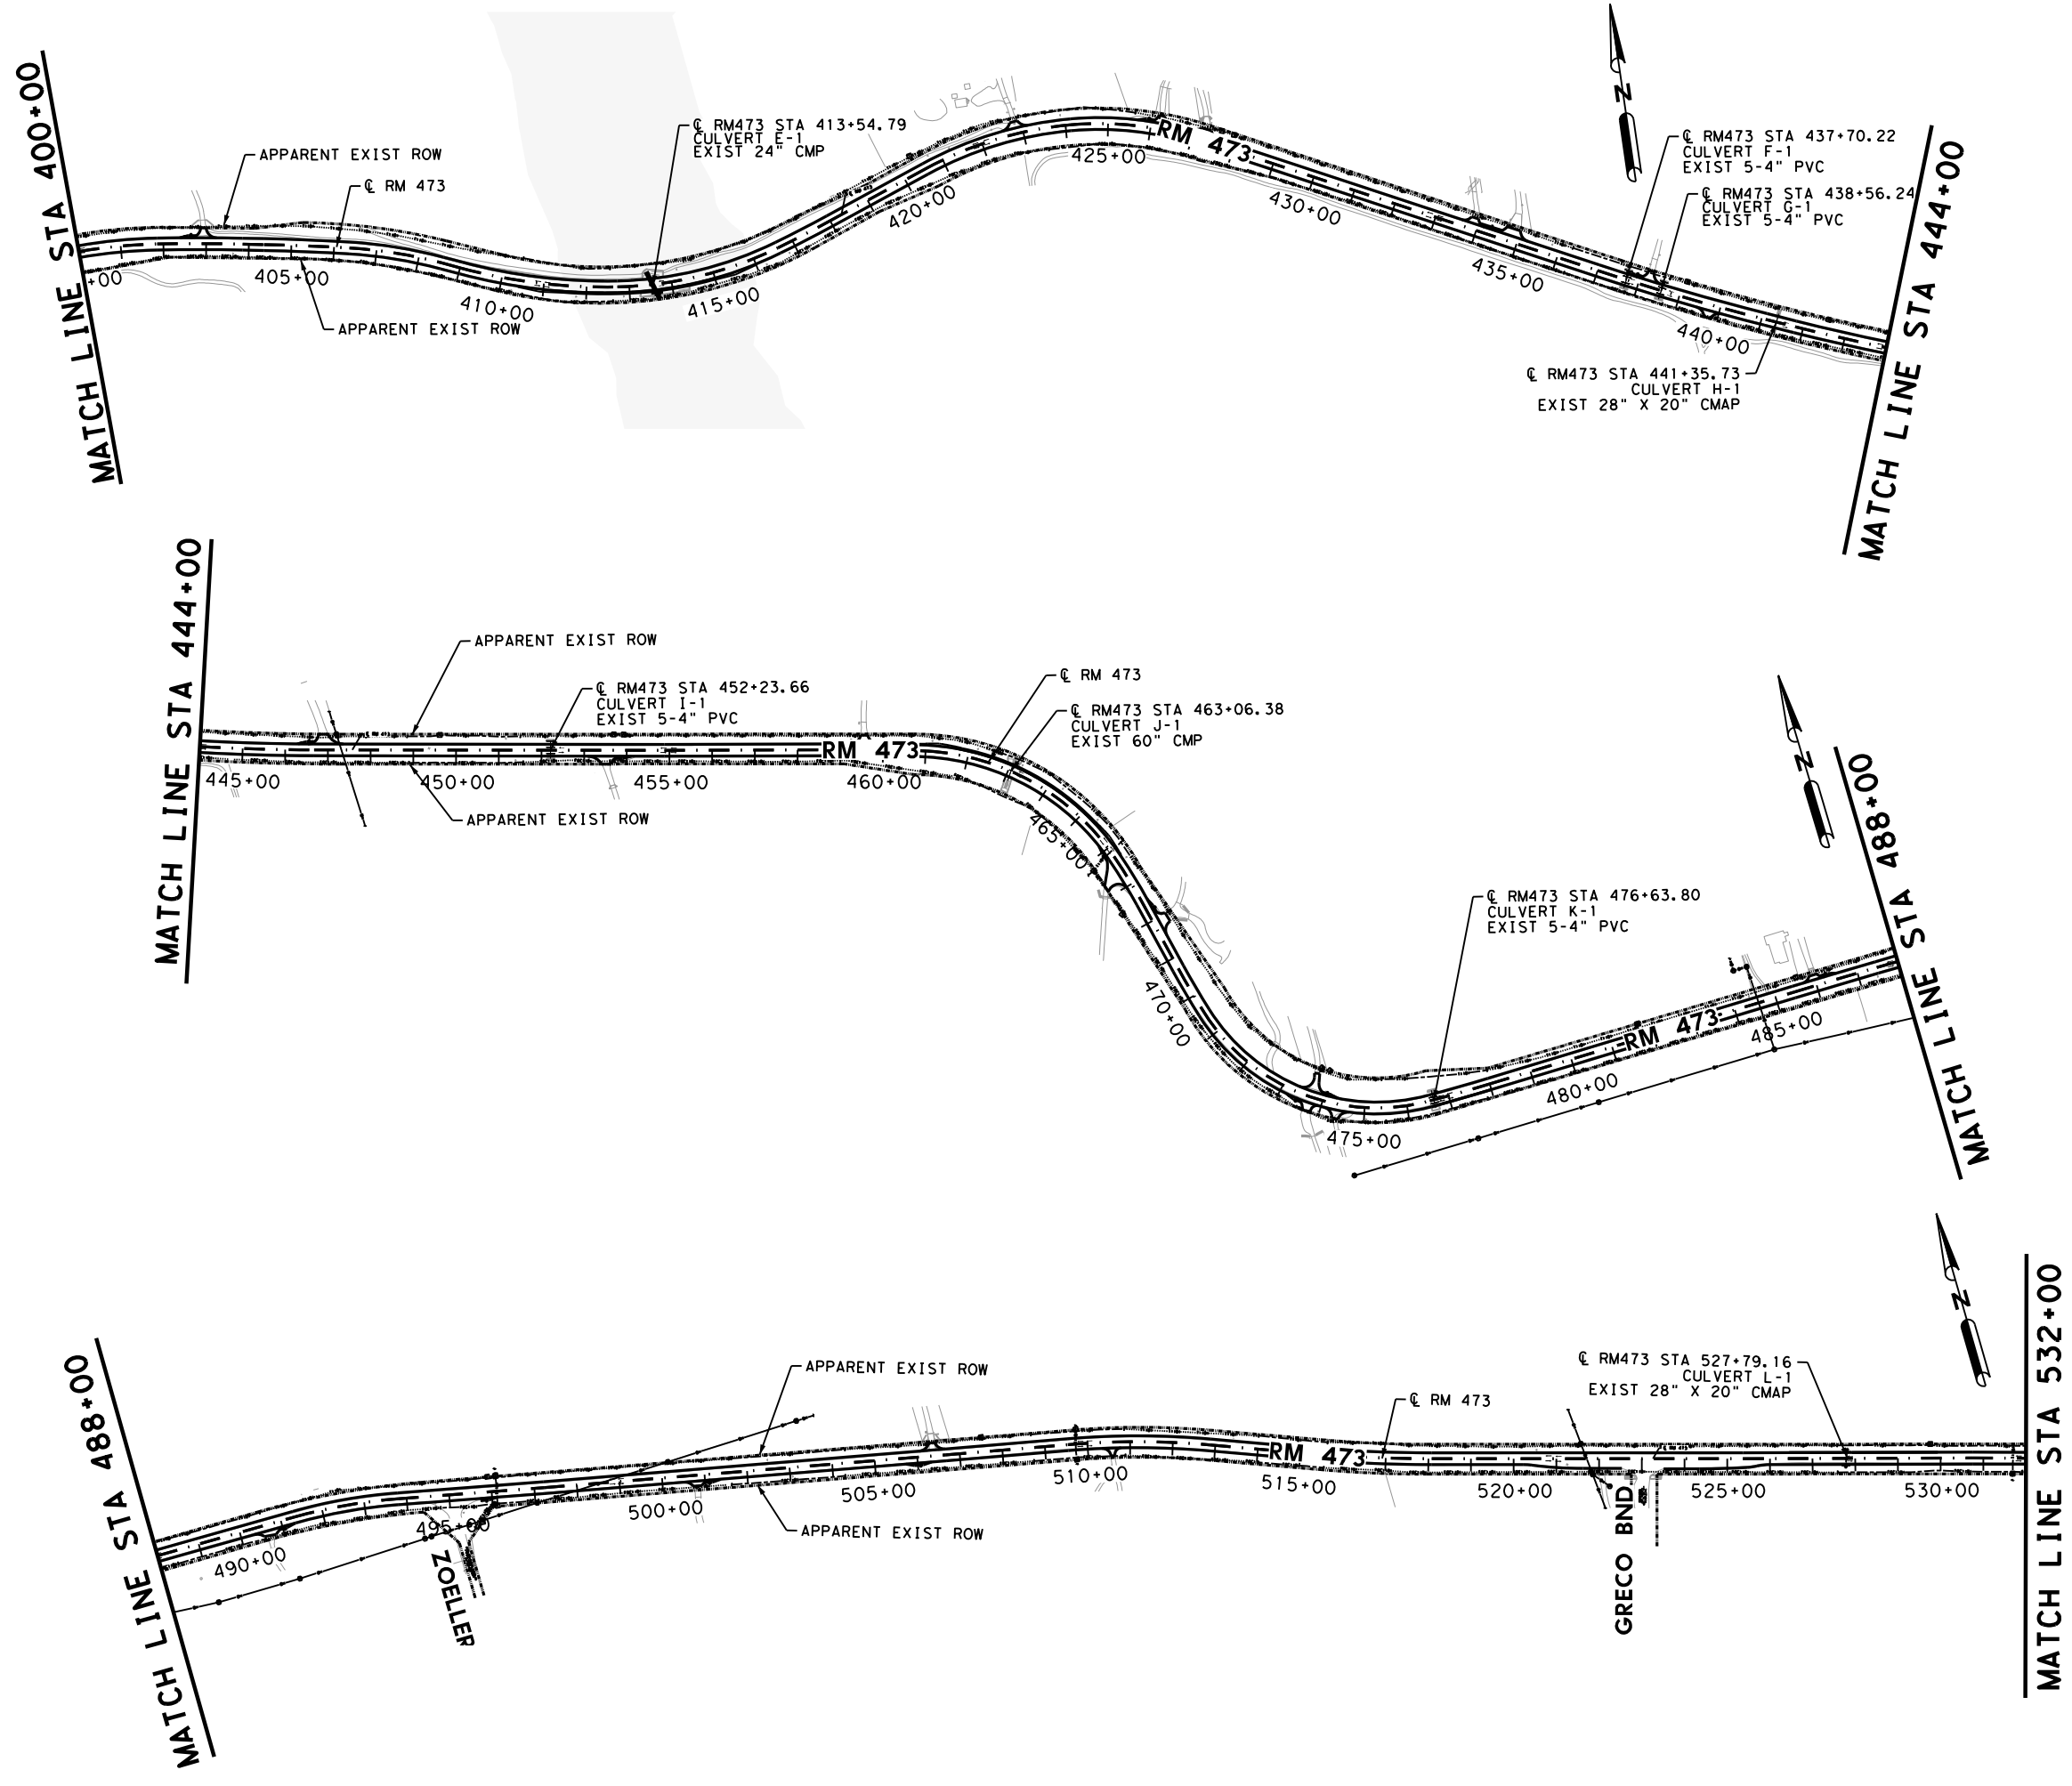 MATCH LINE STA 400+00
APPARENT EXIST ROW
℄ RM 473
+00
405+00
APPARENT EXIST ROW
410+00
℄ RM473 STA 413+54.79
CULVERT E-1
EXIST 24" CMP
415+00
420+00
425+00
RM 473
430+00
435+00
N
℄ RM473 STA 437+70.22
CULVERT F-1
EXIST 5-4" PVC
℄ RM473 STA 438+56.24
CULVERT G-1
EXIST 5-4" PVC
440+00
℄ RM473 STA 441+35.73
CULVERT H-1
EXIST 28" X 20" CMAP
MATCH LINE STA 444+00
MATCH LINE STA 444+00
APPARENT EXIST ROW
℄ RM473 STA 452+23.66
CULVERT I-1
EXIST 5-4" PVC
445+00
450+00
455+00
RM 473
460+00
APPARENT EXIST ROW
℄ RM 473
℄ RM473 STA 463+06.38
CULVERT J-1
EXIST 60" CMP
465+00
470+00
475+00
℄ RM473 STA 476+63.80
CULVERT K-1
EXIST 5-4" PVC
480+00
RM 473
485+00
N
MATCH LINE STA 488+00
MATCH LINE STA 488+00
490+00
495+00
ZOELLER
500+00
APPARENT EXIST ROW
APPARENT EXIST ROW
505+00
510+00
RM 473
515+00
℄ RM 473
520+00
GRECO BND
525+00
℄ RM473 STA 527+79.16
CULVERT L-1
EXIST 28" X 20" CMAP
530+00
N
MATCH LINE STA 532+00